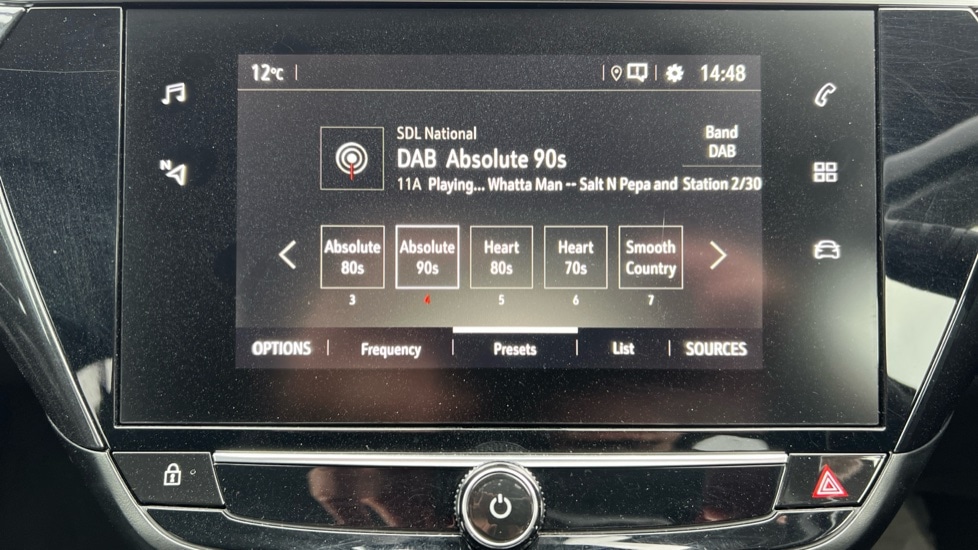 12°C 14:48
SDL National
DAB Absolute 90s
11A Playing... Whatta Man -- Salt N Pepa and
Band
DAB
Station 2/30
Absolute
80s
3
Absolute
90s
4
Heart
80s
5
Heart
70s
6
Smooth
Country
7
OPTIONS Frequency Presets List SOURCES
N